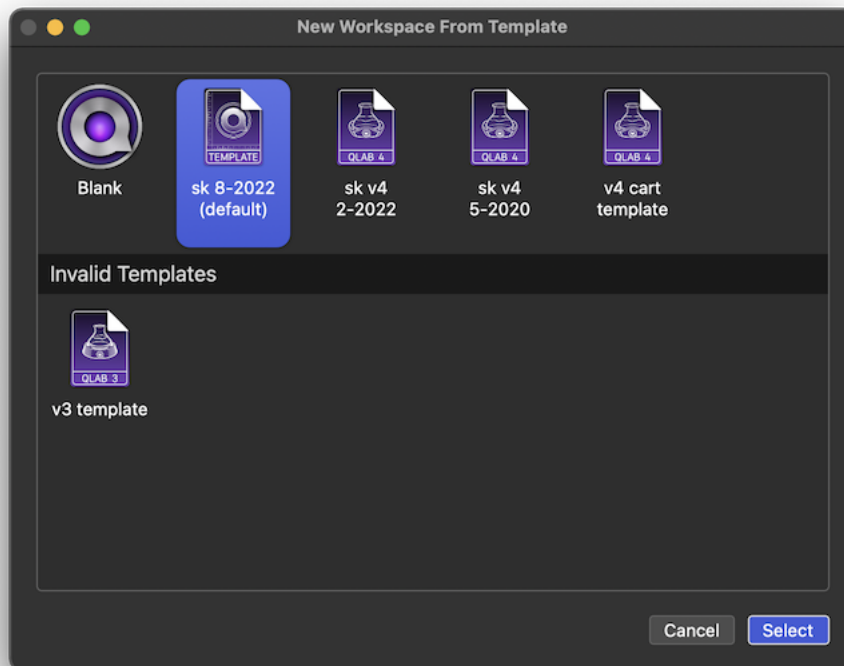 New Workspace From Template
TEMPLATE
QLAB 4
QLAB 4
QLAB 4
Blank
sk 8-2022
(default)
sk v4
2-2022
sk v4
5-2020
v4 cart
template
Invalid Templates
QLAB 3
v3 template
Cancel
Select